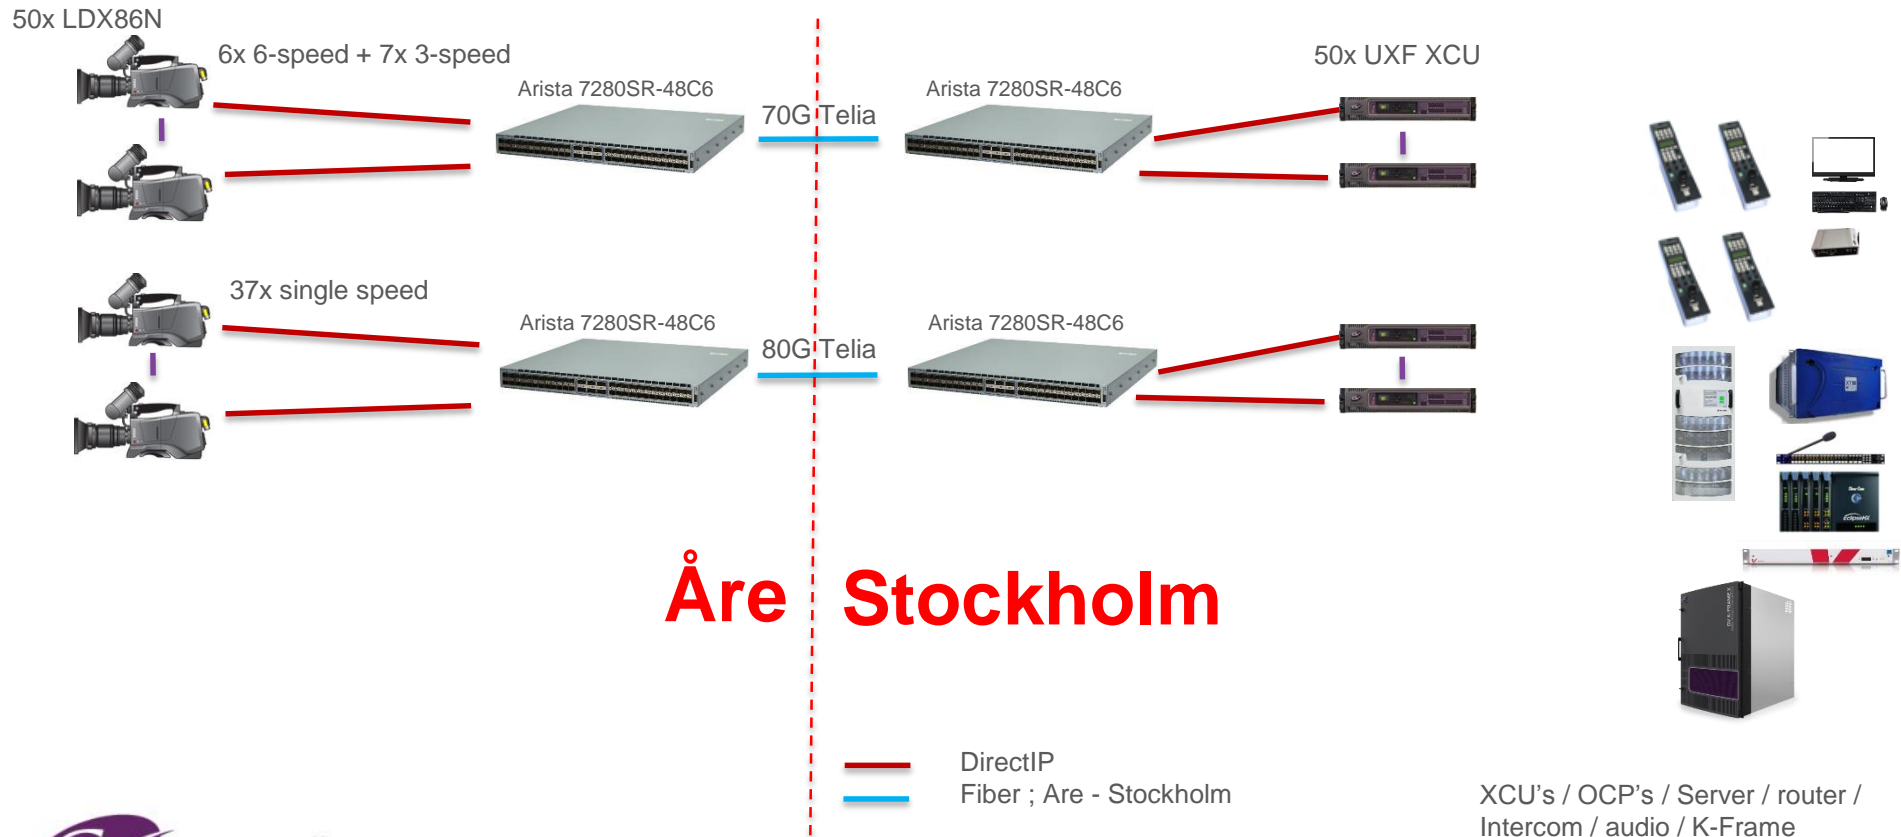 50x LDX86N
6x 6-speed + 7x 3-speed
50x UXF XCU
Arista 7280SR-48C6
Arista 7280SR-48C6
70G Telia
37x single speed
Arista 7280SR-48C6
Arista 7280SR-48C6
80G Telia
Åre
Stockholm
DirectIP
Fiber ; Are - Stockholm
XCU's / OCP's / Server / router /
Intercom / audio / K-Frame